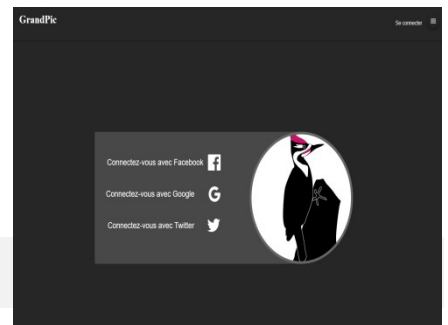 GrandPic
Se connecter
Connectez-vous avec Facebook
Connectez-vous avec Google
Connectez-vous avec Twitter